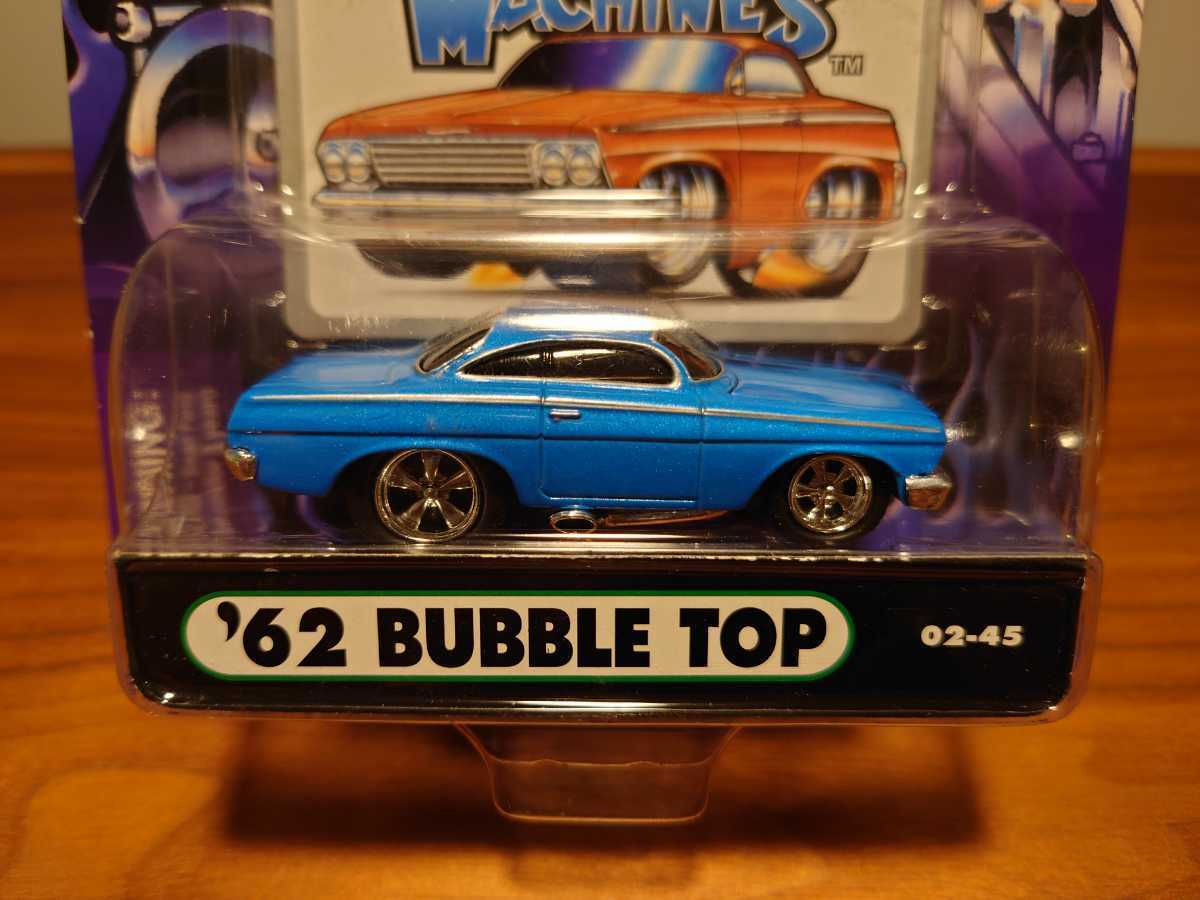 MACHINES
TM
'62 BUBBLE TOP
02-45